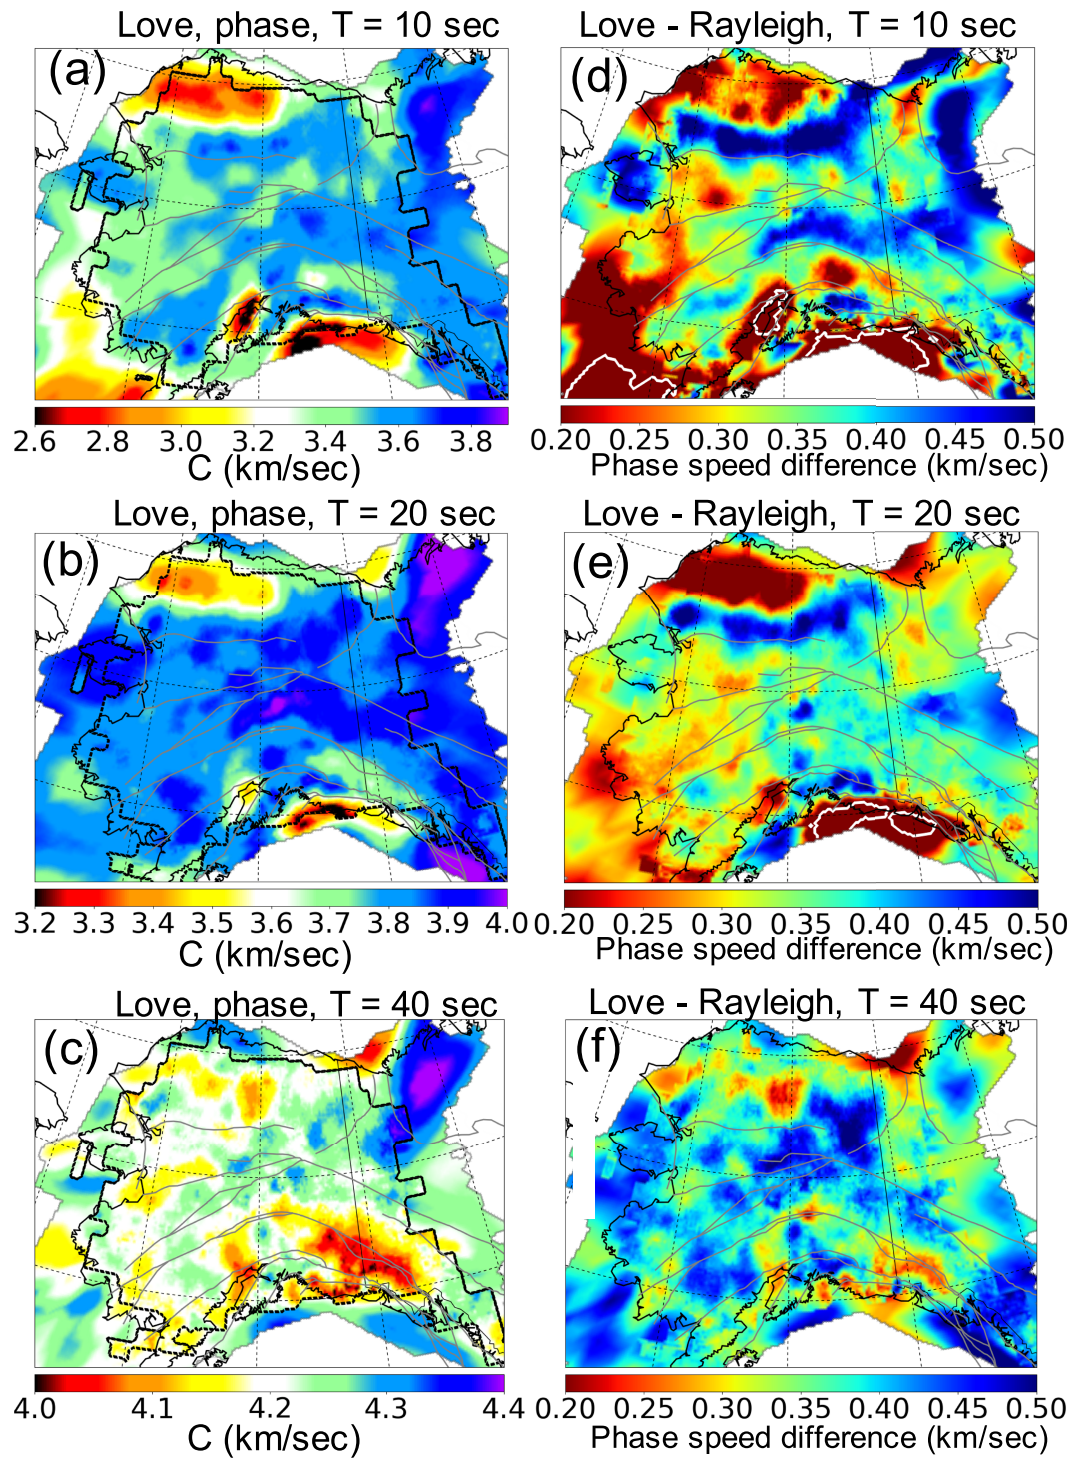 Love, phase, T = 10 sec
Love - Rayleigh, T = 10 sec
(a)
(d)
2.6 2.8 3.0 3.2 3.4 3.6 3.8
C (km/sec)
0.20 0.25 0.30 0.35 0.40 0.45 0.50
Phase speed difference (km/sec)
Love, phase, T = 20 sec
Love - Rayleigh, T = 20 sec
(b)
(e)
3.2 3.3 3.4 3.5 3.6 3.7 3.8 3.9 4.0
C (km/sec)
0.20 0.25 0.30 0.35 0.40 0.45 0.50
Phase speed difference (km/sec)
Love, phase, T = 40 sec
Love - Rayleigh, T = 40 sec
(c)
(f)
4.0 4.1 4.2 4.3 4.4
C (km/sec)
0.20 0.25 0.30 0.35 0.40 0.45 0.50
Phase speed difference (km/sec)